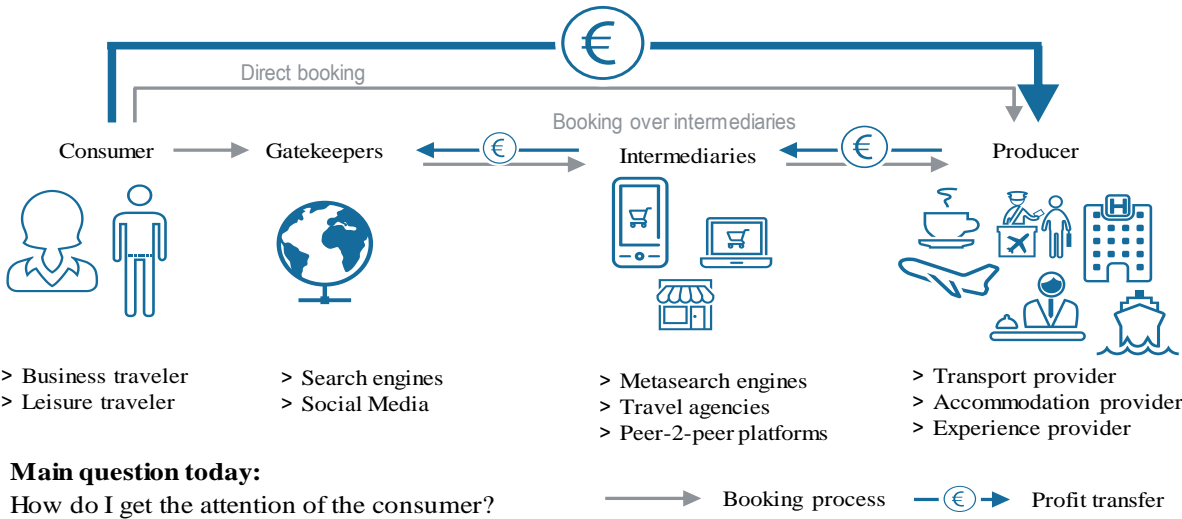 €
Direct booking
Booking over intermediaries
Consumer
Gatekeepers
€
Intermediaries
€
Producer
H
> Business traveler
> Leisure traveler
> Search engines
> Social Media
> Metasearch engines
> Travel agencies
> Peer-2-peer platforms
> Transport provider
> Accommodation provider
> Experience provider
Main question today:
How do I get the attention of the consumer?
Booking process
€
Profit transfer